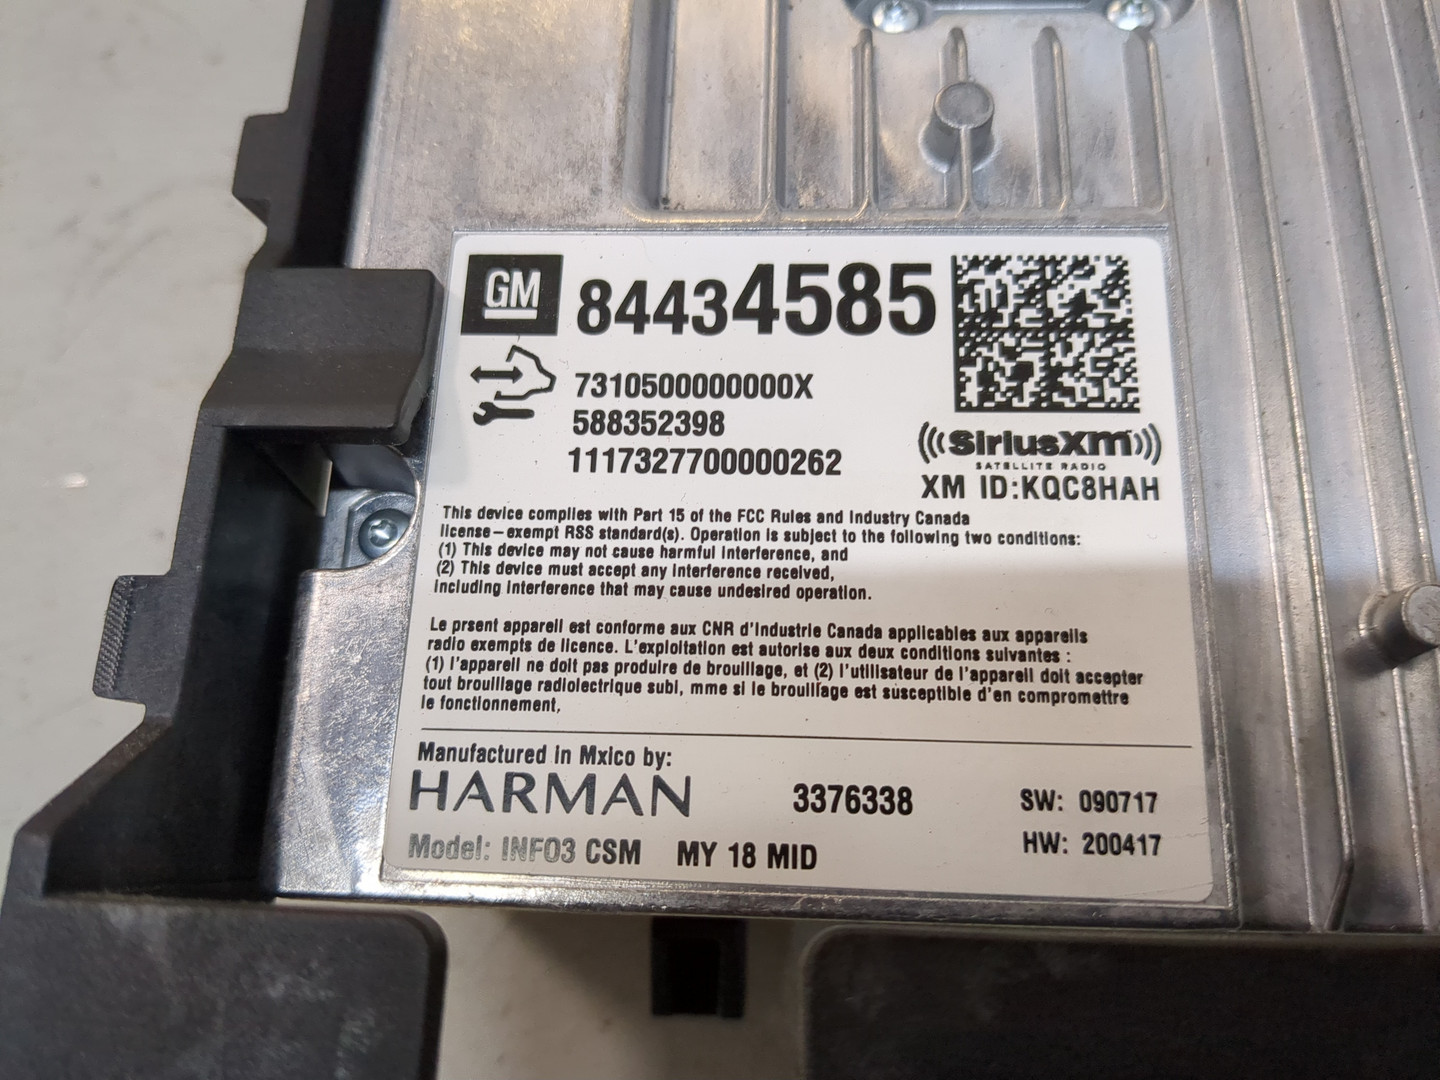 GM 84434585
7310500000000X
588352398
1117327700000262
SiriusXM
SATELLITE RADIO
XM ID:KQC8HAH
This device complies with Part 15 of the FCC Rules and Industry Canada
license-exempt RSS standard(s). Operation is subject to the following two conditions:
(1) This device may not cause harmful interference, and
(2) This device must accept any interference received,
including interference that may cause undesired operation.
Le prsent appareil est conforme aux CNR d'Industrie Canada applicables aux appareils
radio exempts de licence. L'exploitation est autorise aux deux conditions suivantes :
(1) l'appareil ne doit pas produire de brouillage, et (2) l'utilisateur de l'appareil doit accepter
tout brouillage radiolectrique subi, mme si le brouillage est susceptible d'en compromettre
le fonctionnement,
Manufactured in Mxico by:
HARMAN 3376338 SW: 090717
Model: INFO3 CSM MY 18 MID HW: 200417